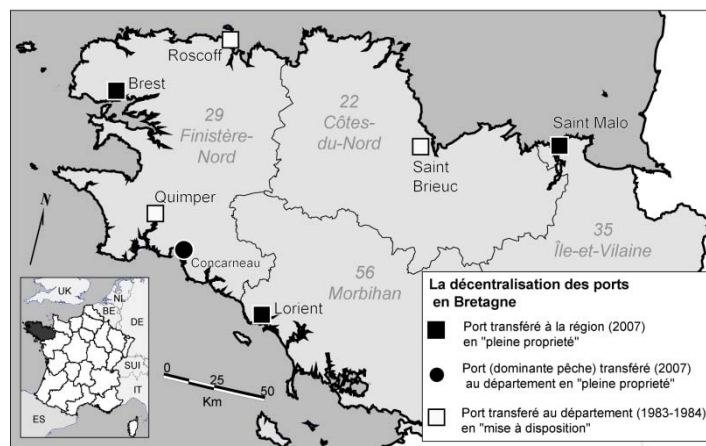 Roscoff
Brest
29
Finistère-
Nord
22
Côtes-
du-Nord
Saint Malo
Saint
Brieuc
Quimper
N
Concarneau
35
Île-et-Vilaine
56
Morbihan
Lorient
0
25
50
Km
UK
NL
BE
DE
SUI
IT
ES
La décentralisation des ports
en Bretagne
Port transféré à la région (2007)
en "pleine propriété"
Port (dominante pêche) transféré (2007)
au département en "pleine propriété"
Port transferé au département (1983-1984)
en "mise à disposition"